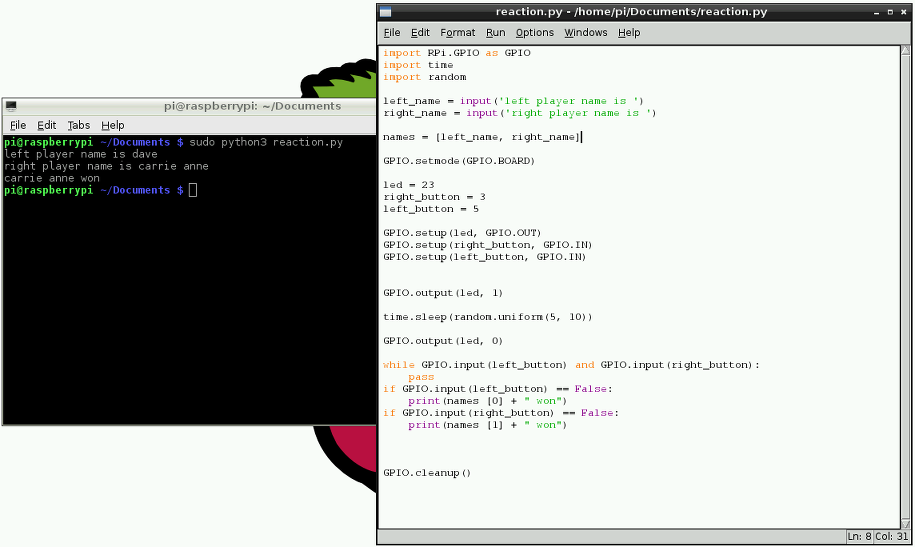 pi@raspberrypi: ~/Documents
File Edit Tabs Help
pi@raspberrypi ~/Documents $ sudo python3 reaction.py
left player name is dave
right player name is carrie anne
carrie anne won
pi@raspberrypi ~/Documents $
reaction.py - /home/pi/Documents/reaction.py
File Edit Format Run Options Windows Help
import RPi.GPIO as GPIO
import time
import random
left_name = input('left player name is ')
right_name = input('right player name is ')
names = [left_name, right_name]
GPIO.setmode(GPIO.BOARD)
led = 23
right_button = 3
left_button = 5
GPIO.setup(led, GPIO.OUT)
GPIO.setup(right_button, GPIO.IN)
GPIO.setup(left_button, GPIO.IN)
GPIO.output(led, 1)
time.sleep(random.uniform(5, 10))
GPIO.output(led, 0)
while GPIO.input(left_button) and GPIO.input(right_button):
    pass
if GPIO.input(left_button) == False:
    print(names [0] + " won")
if GPIO.input(right_button) == False:
    print(names [1] + " won")
GPIO.cleanup()
Ln: 8 Col: 31